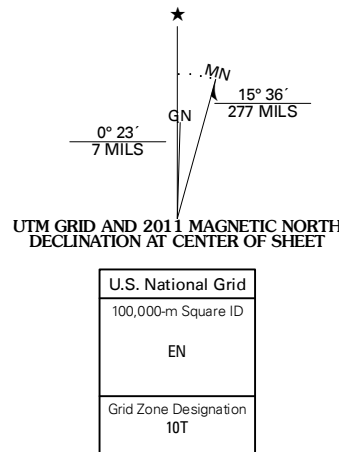 ★
MN
GN
15° 36´
277 MILS
0° 23´
7 MILS
UTM GRID AND 2011 MAGNETIC NORTH
DECLINATION AT CENTER OF SHEET
U.S. National Grid
100,000-m Square ID
EN
Grid Zone Designation
10T